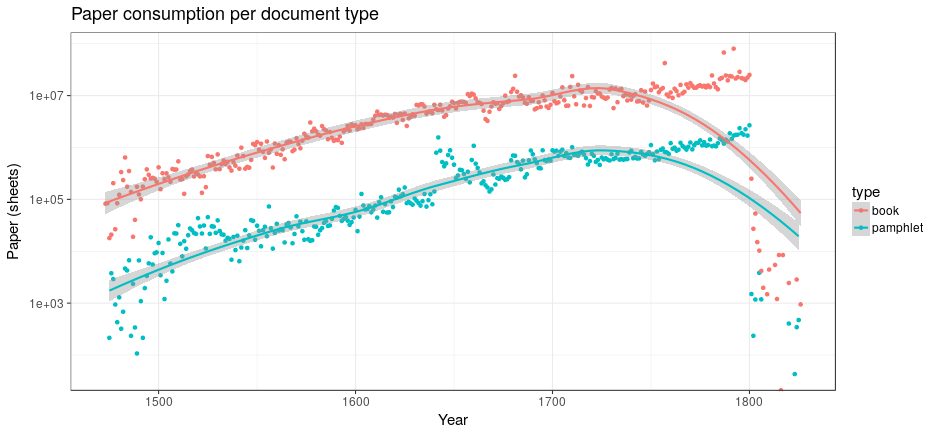 Paper consumption per document type
Paper (sheets)
1e+07
1e+05
1e+03
1500 1600 1700 1800
Year
type
book
pamphlet